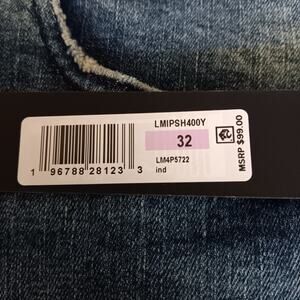 LMIPSH400Y
32
LM4P5722
ind
1 96788 28123 3
MSRP $99.00